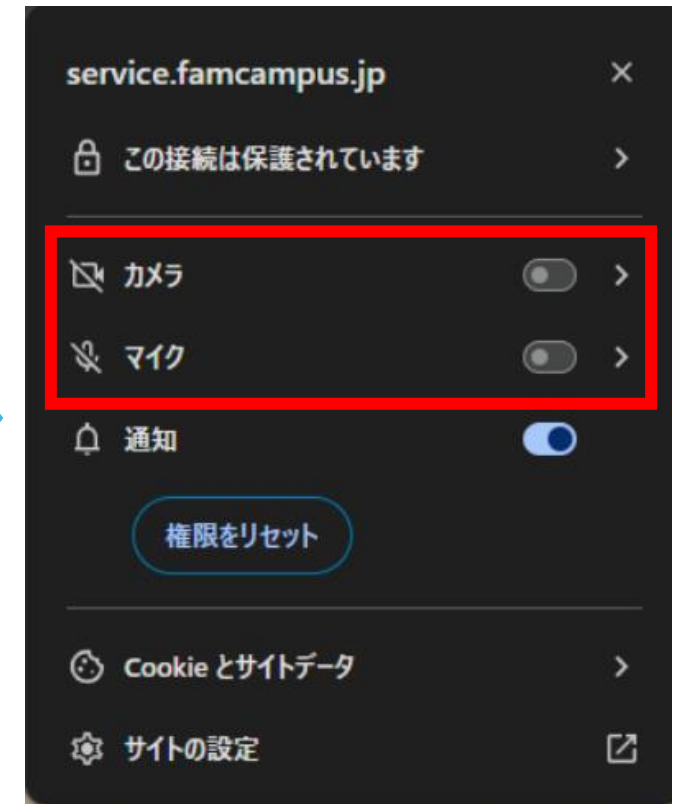 service.famcampus.jp
この接続は保護されています
カメラ
マイク
通知
権限をリセット
Cookie とサイトデータ
サイトの設定